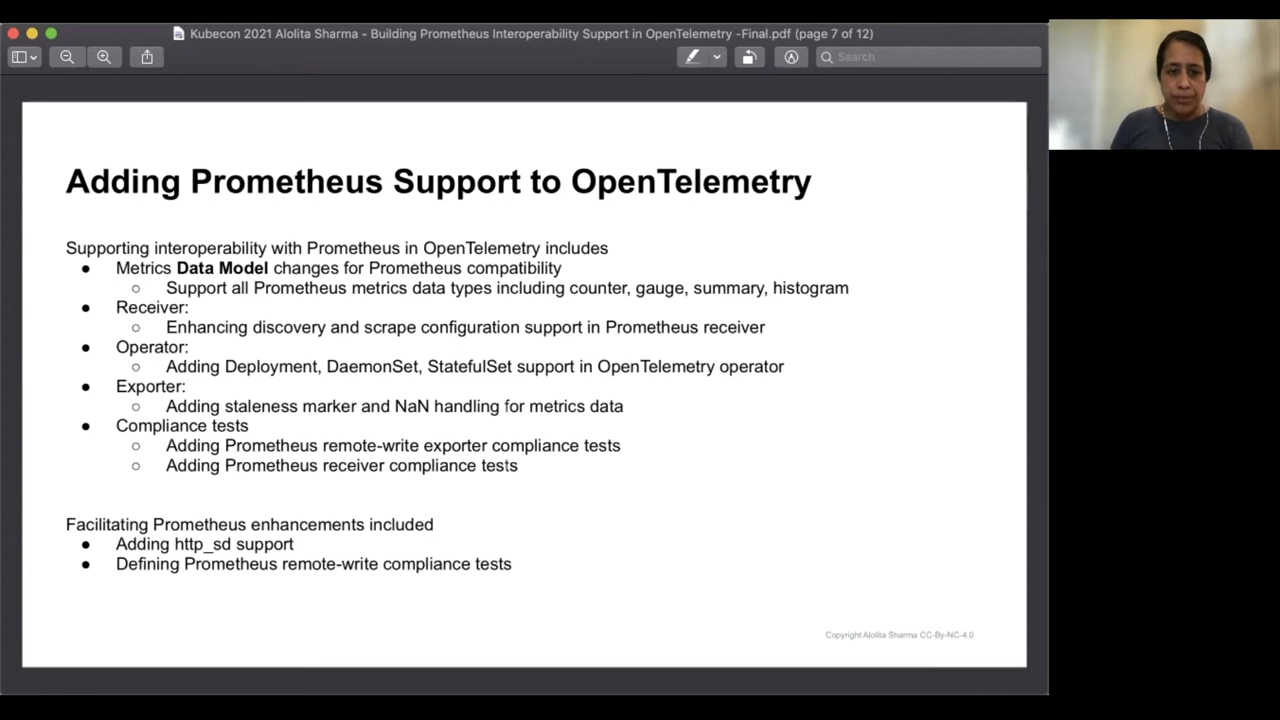 Kubecon 2021 Alolita Sharma - Building Prometheus Interoperability Support in OpenTelemetry -Final.pdf (page 7 of 12)
Search
Adding Prometheus Support to OpenTelemetry
Supporting interoperability with Prometheus in OpenTelemetry includes
● Metrics Data Model changes for Prometheus compatibility
○ Support all Prometheus metrics data types including counter, gauge, summary, histogram
● Receiver:
○ Enhancing discovery and scrape configuration support in Prometheus receiver
● Operator:
○ Adding Deployment, DaemonSet, StatefulSet support in OpenTelemetry operator
● Exporter:
○ Adding staleness marker and NaN handling for metrics data
● Compliance tests
○ Adding Prometheus remote-write exporter compliance tests
○ Adding Prometheus receiver compliance tests
Facilitating Prometheus enhancements included
● Adding http_sd support
● Defining Prometheus remote-write compliance tests
Copyright Alolita Sharma CC-By-NC-4.0